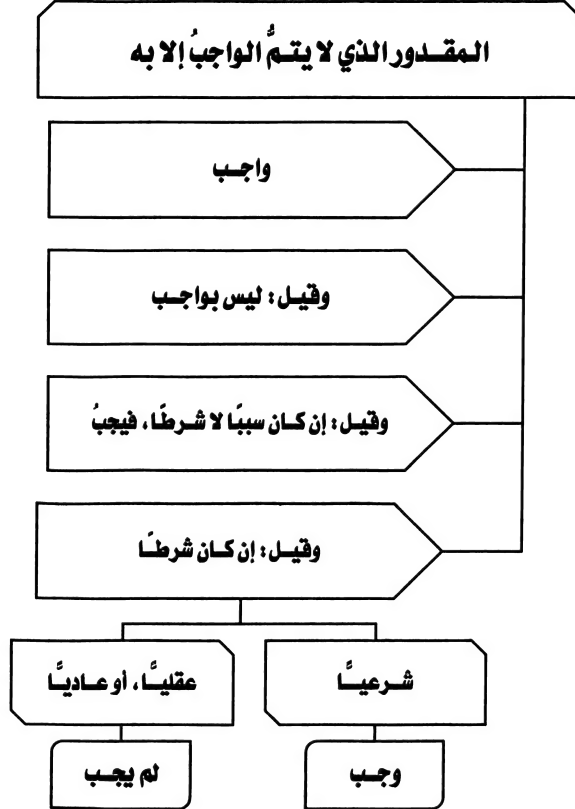 المقدور الذي لا يتمُّ الواجبُ إلا به
واجب
وقيل: ليس بواجب
وقيل: إن كان سببًا لا شرطًا، فيجبُ
وقيل: إن كان شرطًا
شرعيًّا
عقليًّا، أو عاديًّا
وجب
لم يجب